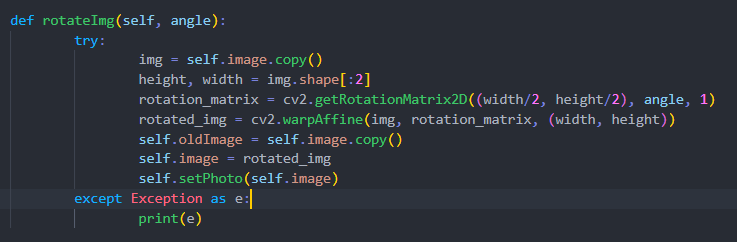 def rotateImg(self, angle):
try:
img = self.image.copy()
height, width = img.shape[:2]
rotation_matrix = cv2.getRotationMatrix2D((width/2, height/2), angle, 1)
rotated_img = cv2.warpAffine(img, rotation_matrix, (width, height))
self.oldImage = self.image.copy()
self.image = rotated_img
self.setPhoto(self.image)
except Exception as e:
print(e)